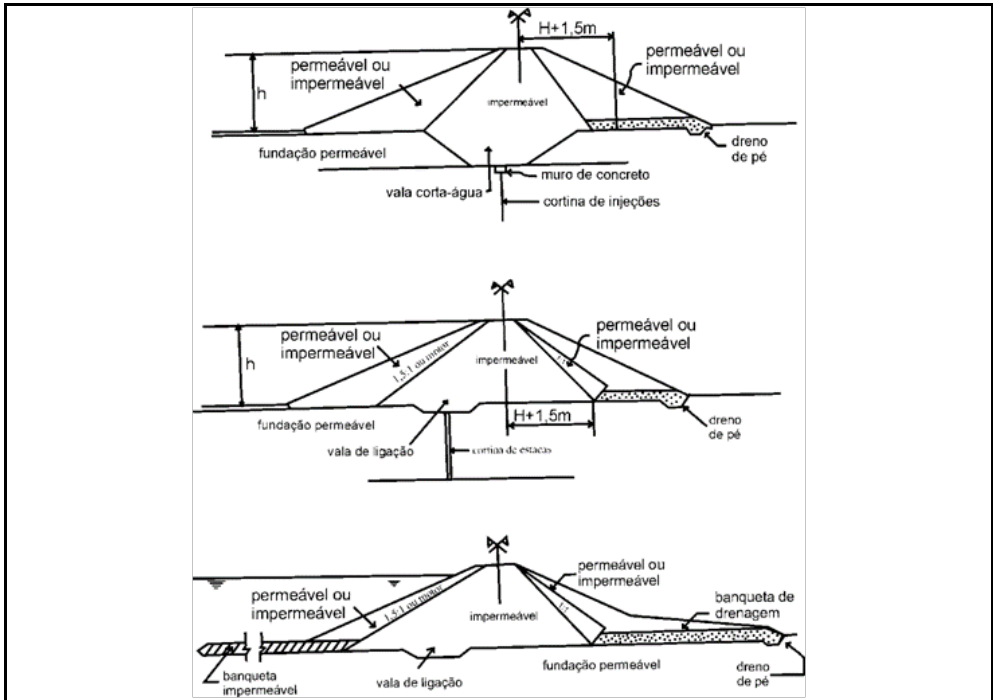 H+1,5m
permeável ou
impermeável
permeável ou
impermeável
h
impermeável
fundação permeável
dreno
de pé
muro de concreto
vala corta-água
cortina de injeções
permeável ou
impermeável
permeável ou
impermeável
1,5:1 ou motor
impermeável
1:1
h
H+1,5m
fundação permeável
dreno
de pé
vala de ligação
cortina de estacas
permeável ou
impermeável
permeável ou
impermeável
1,5:1 ou motor
1:1
banqueta de
drenagem
impermeável
fundação permeável
banqueta
impermeável
vala de ligação
dreno
de pé